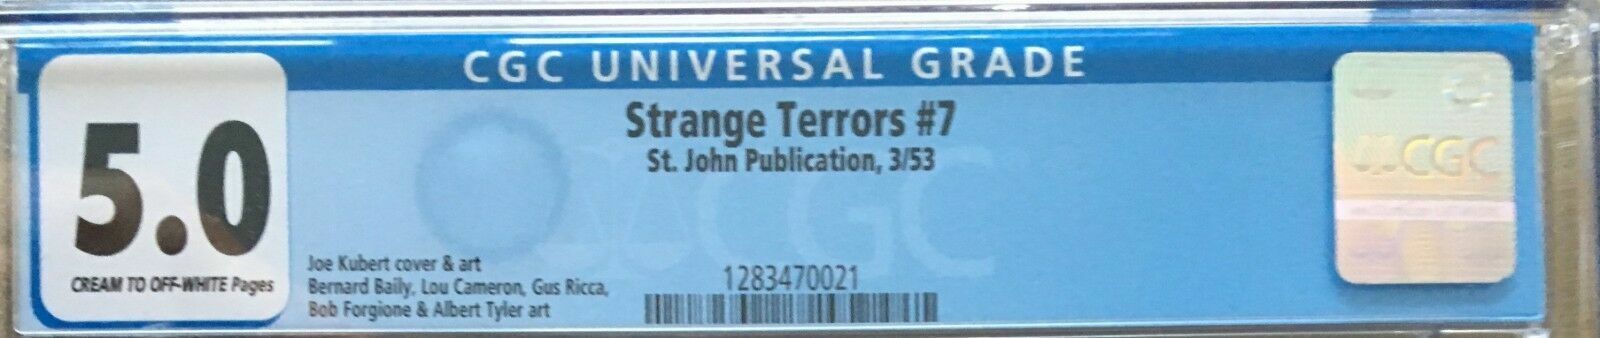 CGC UNIVERSAL GRADE
5.0
CREAM TO OFF-WHITE Pages
Strange Terrors #7
St. John Publication, 3/53
Joe Kubert cover & art
Bernard Baily, Lou Cameron, Gus Ricca,
Bob Forgione & Albert Tyler art
1283470021
CGC
CGC